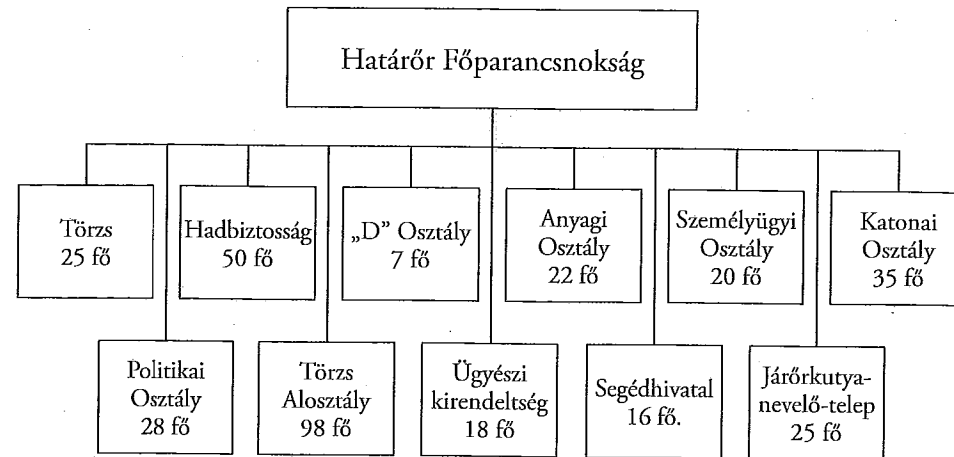 Határőr Főparancsnokság
Törzs
25 fő
Hadbiztosság
50 fő
„D” Osztály
7 fő
Anyagi
Osztály
22 fő
Személyügyi
Osztály
20 fő
Katonai
Osztály
35 fő
Politikai
Osztály
28 fő
Törzs
Alosztály
98 fő
Ügyészi
kirendeltség
18 fő
Segédhivatal
16 fő.
Járőrkutya-
nevelő-telep
25 fő